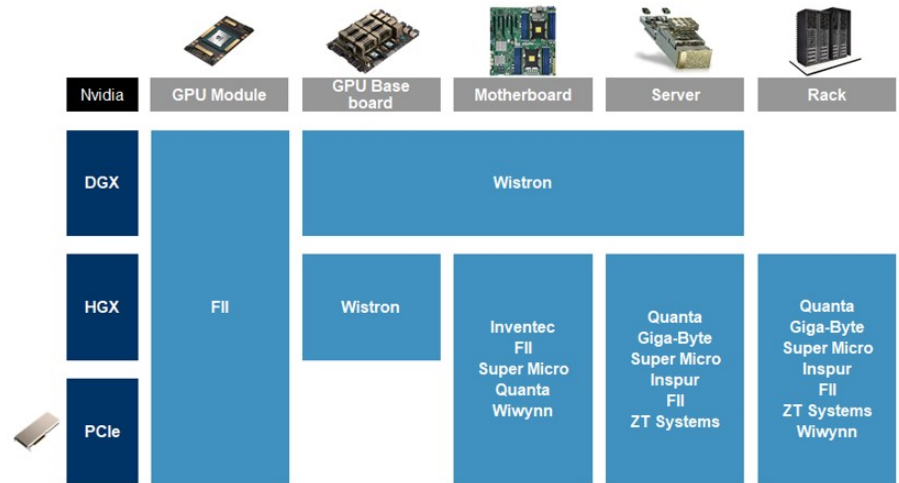 Nvidia
GPU Module
GPU Base
board
Motherboard
Server
Rack
DGX
Wistron
HGX
FII
Wistron
Inventec
FII
Super Micro
Quanta
Wiwynn
Quanta
Giga-Byte
Super Micro
Inspur
FII
ZT Systems
Quanta
Giga-Byte
Super Micro
Inspur
FII
ZT Systems
Wiwynn
PCIe